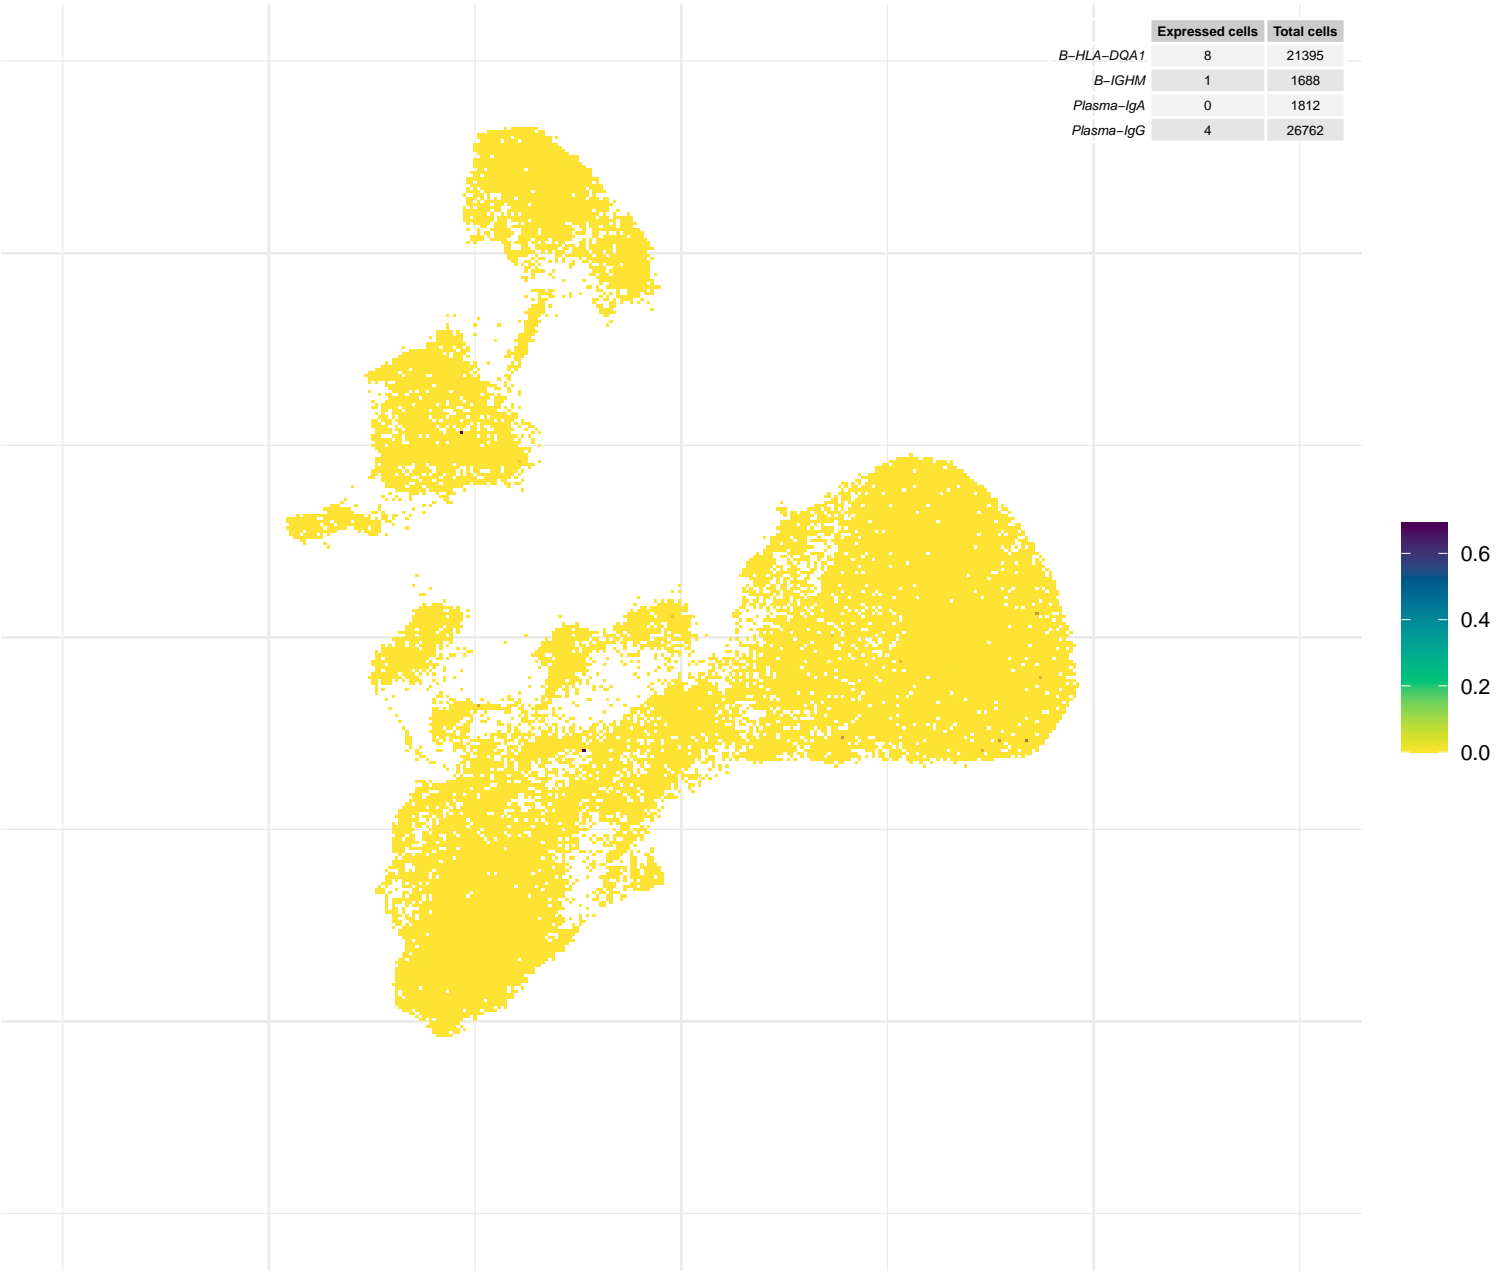 Expressed cells Total cells
B−HLA−DQA1 8 21395
B−IGHM 1 1688
Plasma−IgA 0 1812
Plasma−IgG 4 26762
0.6
0.4
0.2
0.0